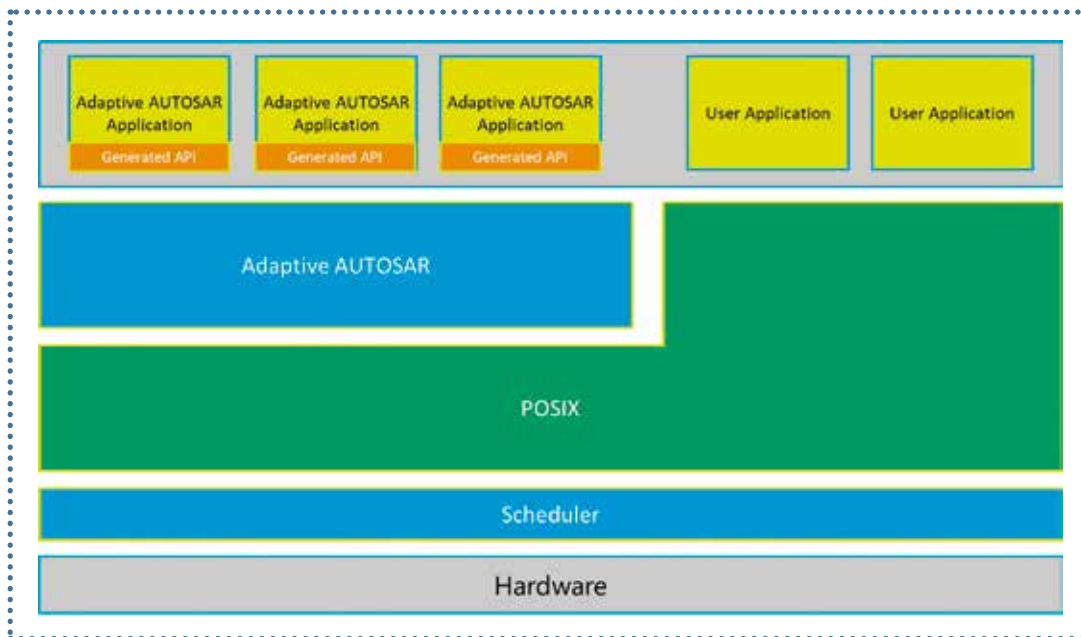 Adaptive AUTOSAR
Application
Generated API
Adaptive AUTOSAR
Application
Generated API
Adaptive AUTOSAR
Application
Generated API
User Application
User Application
Adaptive AUTOSAR
POSIX
Scheduler
Hardware